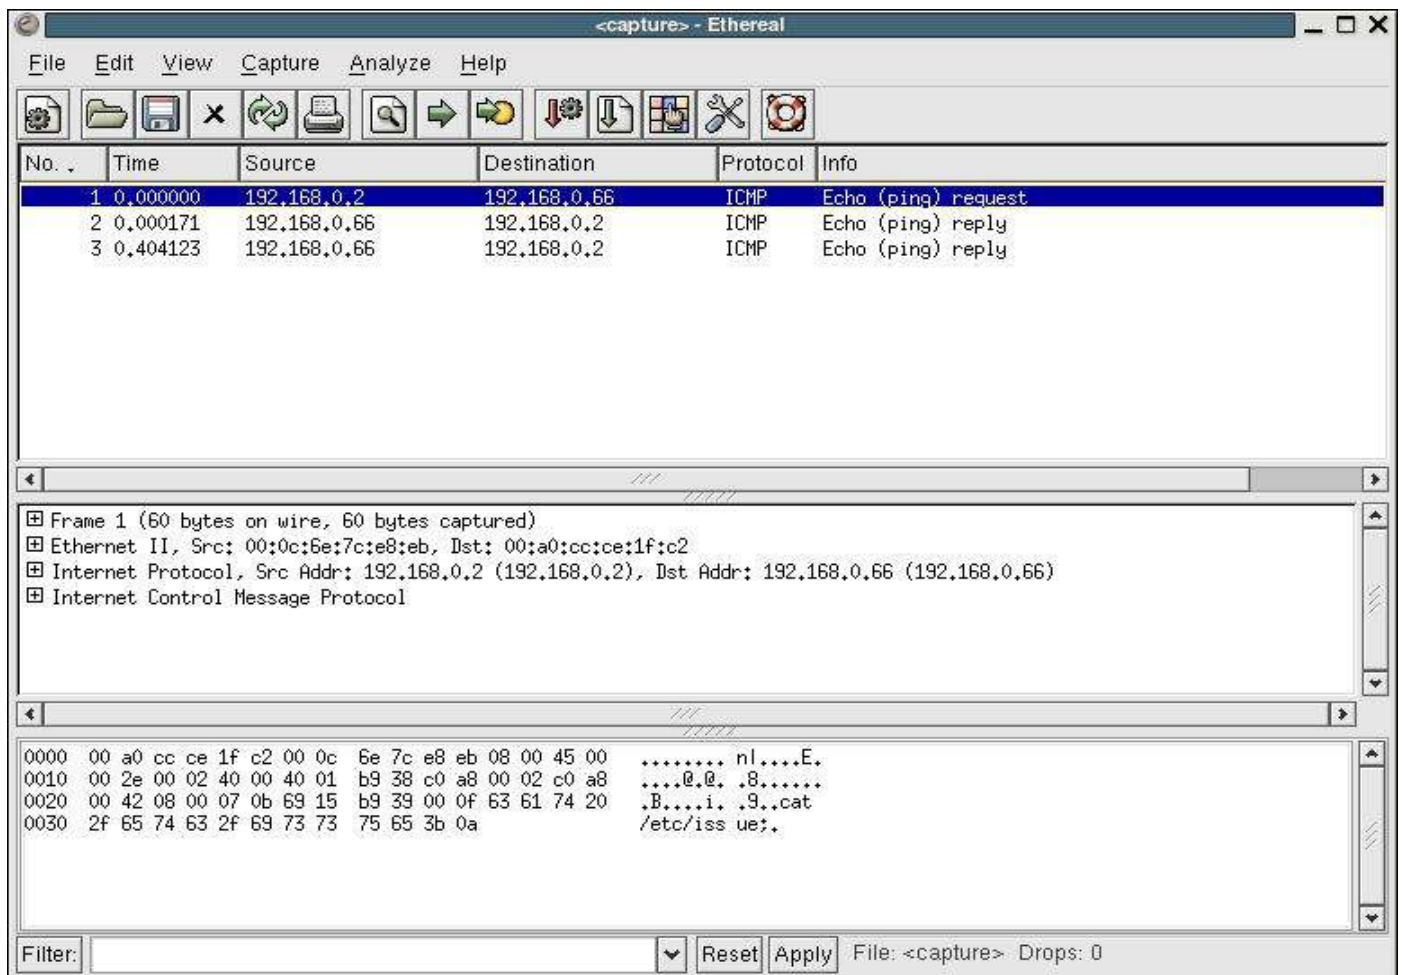 <capture> - Ethereal
File Edit View Capture Analyze Help
No. . Time Source Destination Protocol Info
1 0.000000 192.168.0.2 192.168.0.66 ICMP Echo (ping) request
2 0.000171 192.168.0.66 192.168.0.2 ICMP Echo (ping) reply
3 0.404123 192.168.0.66 192.168.0.2 ICMP Echo (ping) reply
Frame 1 (60 bytes on wire, 60 bytes captured)
Ethernet II, Src: 00:0c:6e:7c:e8:eb, Dst: 00:a0:cc:ce:1f:c2
Internet Protocol, Src Addr: 192.168.0.2 (192.168.0.2), Dst Addr: 192.168.0.66 (192.168.0.66)
Internet Control Message Protocol
0000 00 a0 cc ce 1f c2 00 0c 6e 7c e8 eb 08 00 45 00 ........ n|....E.
0010 00 2e 00 02 40 00 40 01 b9 38 c0 a8 00 02 c0 a8 ....@.@. .8......
0020 00 42 08 00 07 0b 69 15 b9 39 00 0f 63 61 74 20 .B....i. .9..cat
0030 2f 65 74 63 2f 69 73 73 75 65 3b 0a /etc/iss ue;.
Filter: Reset Apply File: <capture> Drops: 0